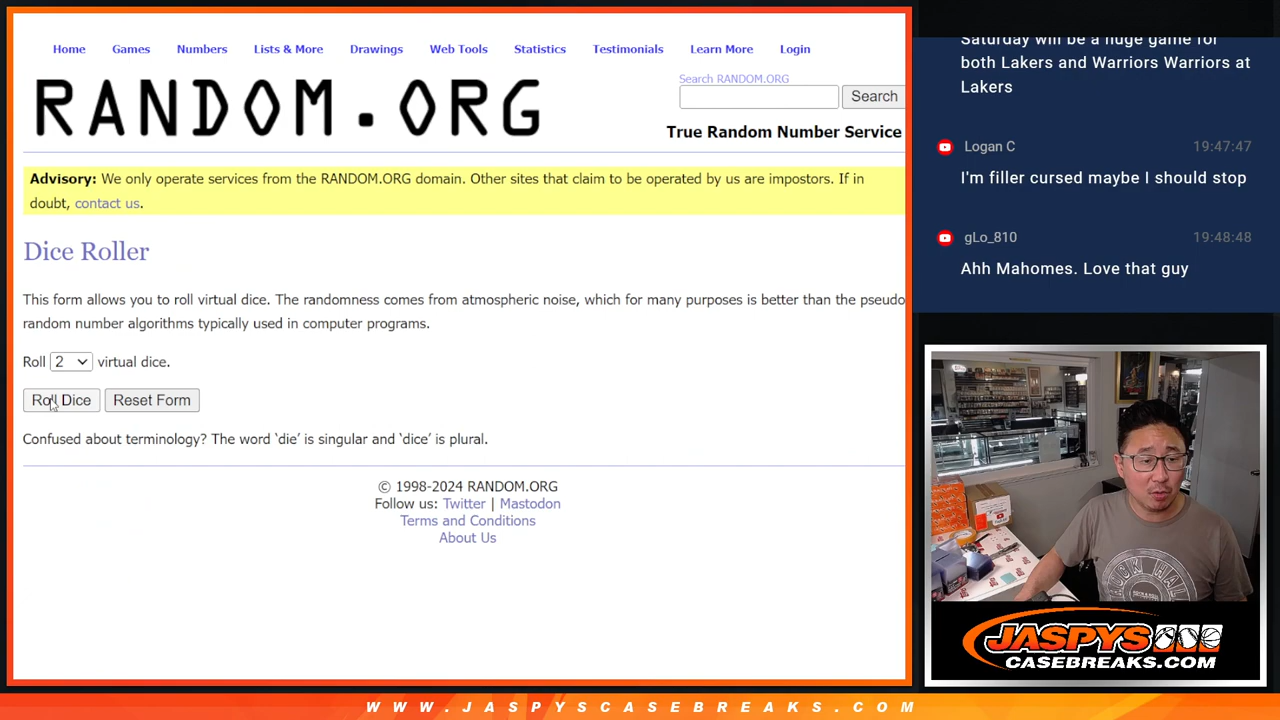 Home Games Numbers Lists & More Drawings Web Tools Statistics Testimonials Learn More Login
RANDOM.ORG
Search RANDOM.ORG
Search
True Random Number Service
Advisory: We only operate services from the RANDOM.ORG domain. Other sites that claim to be operated by us are impostors. If in
doubt, contact us.
Dice Roller
This form allows you to roll virtual dice. The randomness comes from atmospheric noise, which for many purposes is better than the pseudo
random number algorithms typically used in computer programs.
Roll 2 virtual dice.
Roll Dice Reset Form
Confused about terminology? The word ‘die’ is singular and ‘dice’ is plural.
© 1998-2024 RANDOM.ORG
Follow us: Twitter | Mastodon
Terms and Conditions
About Us
Saturday will be a huge game for
both Lakers and Warriors Warriors at
Lakers
Logan C 19:47:47
I'm filler cursed maybe I should stop
gLo_810 19:48:48
Ahh Mahomes. Love that guy
JASPYS
CASEBREAKS.COM
WWW.JASPYSCASEBREAKS.COM